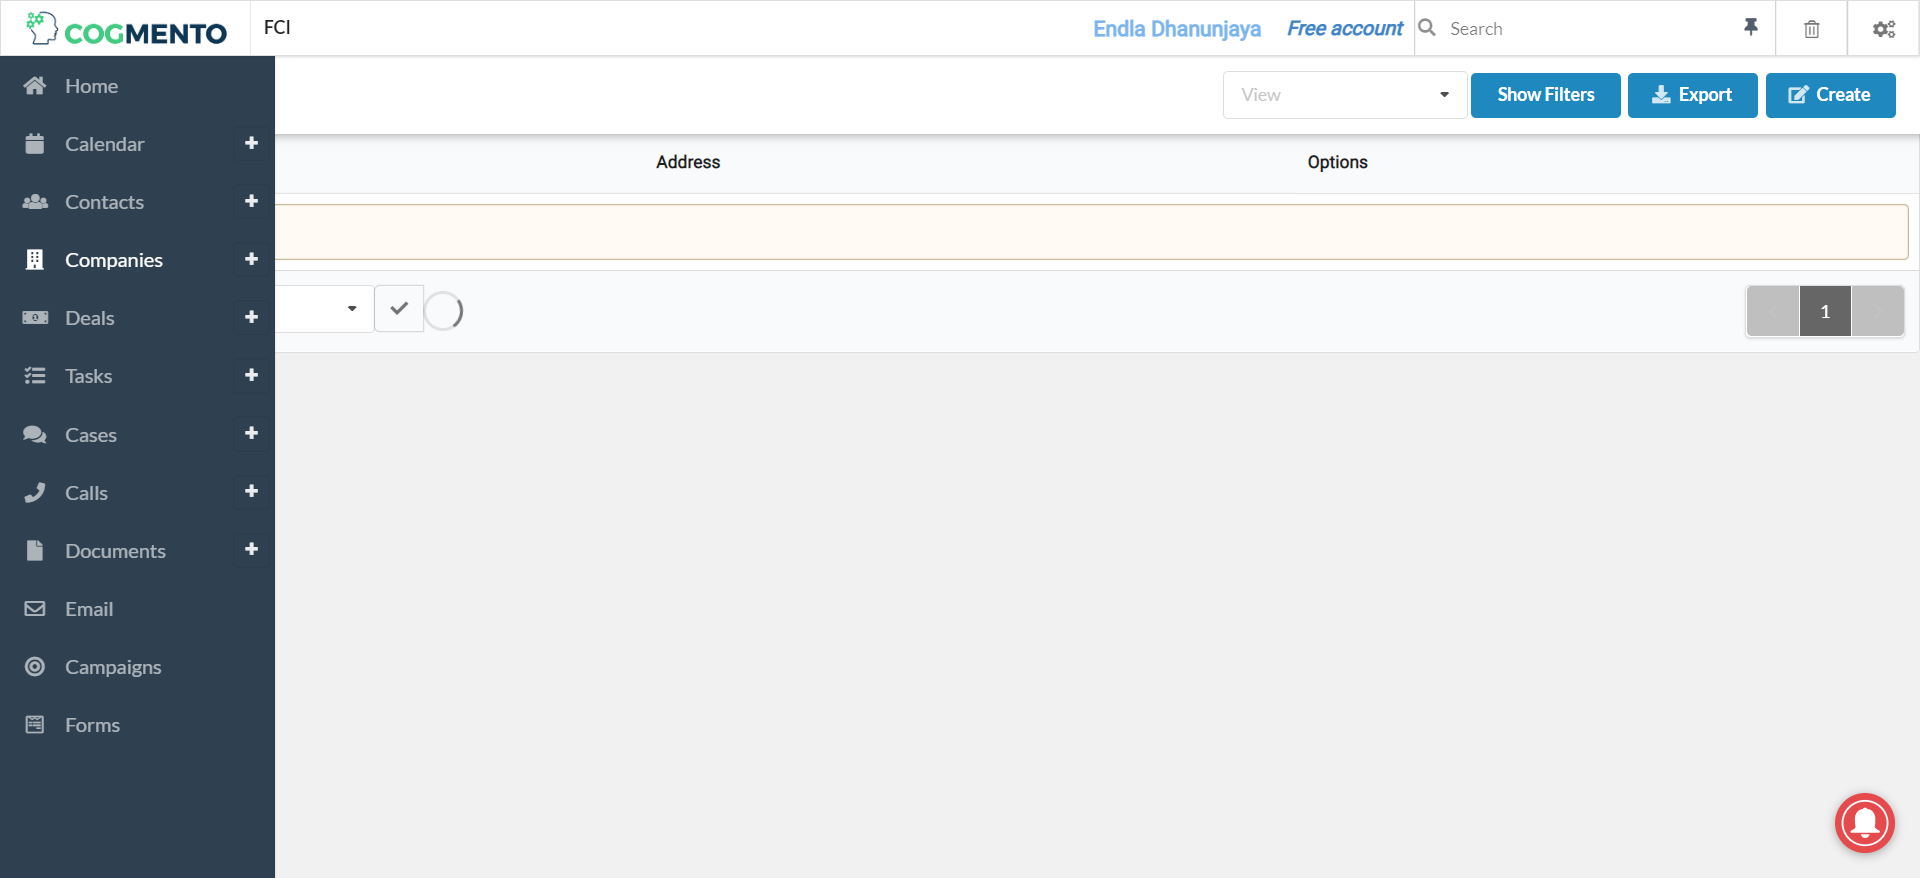 COGMENTO
FCI
Endla Dhanunjaya
Free account
Search
Home
Calendar
Contacts
Companies
Deals
Tasks
Cases
Calls
Documents
Email
Campaigns
Forms
View
Show Filters
Export
Create
Address
Options
1